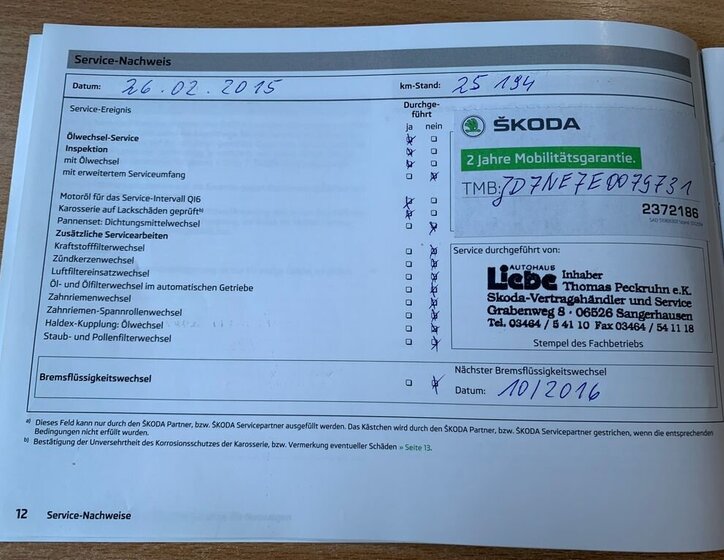 Service-Nachweis
Datum: 26.02.2015 km-Stand: 25 194
Service-Ereignis Durchge-
führt
ja nein
Ölwechsel-Service
Inspektion
mit Ölwechsel
mit erweitertem Serviceumfang
Motoröl für das Service-Intervall QI6
Karosserie auf Lackschäden geprüft b)
Pannenset: Dichtungsmittelwechsel
Zusätzliche Servicearbeiten
Kraftstofffilterwechsel
Zündkerzenwechsel
Luftfiltereinsatzwechsel
Öl- und Ölfilterwechsel im automatischen Getriebe
Zahnriemenwechsel
Zahnriemen-Spannrollenwechsel
Haldex-Kupplung: Ölwechsel
Staub- und Pollenfilterwechsel
ŠKODA
2 Jahre Mobilitätsgarantie.
TMB:JD7NE7E0079731
2372186
Service durchgeführt von:
AUTOHAUS
Liebe Inhaber
Thomas Peckruhn e.K.
Skoda-Vertragshändler und Service
Grabenweg 8 · 06526 Sangerhausen
Tel. 03464 / 5 41 10 Fax 03464 / 54 11 18
Stempel des Fachbetriebs
Bremsflüssigkeitswechsel
Nächster Bremsflüssigkeitswechsel
Datum: 10/2016
a) Dieses Feld kann nur durch den ŠKODA Partner, bzw. ŠKODA Servicepartner ausgefüllt werden. Das Kästchen wird durch den ŠKODA Partner, bzw. ŠKODA Servicepartner gestrichen, wenn die entsprechenden
Bedingungen nicht erfüllt wurden.
b) Bestätigung der Unversehrtheit des Korrosionsschutzes der Karosserie, bzw. Vermerkung eventueller Schäden » Seite 13.
12 Service-Nachweise